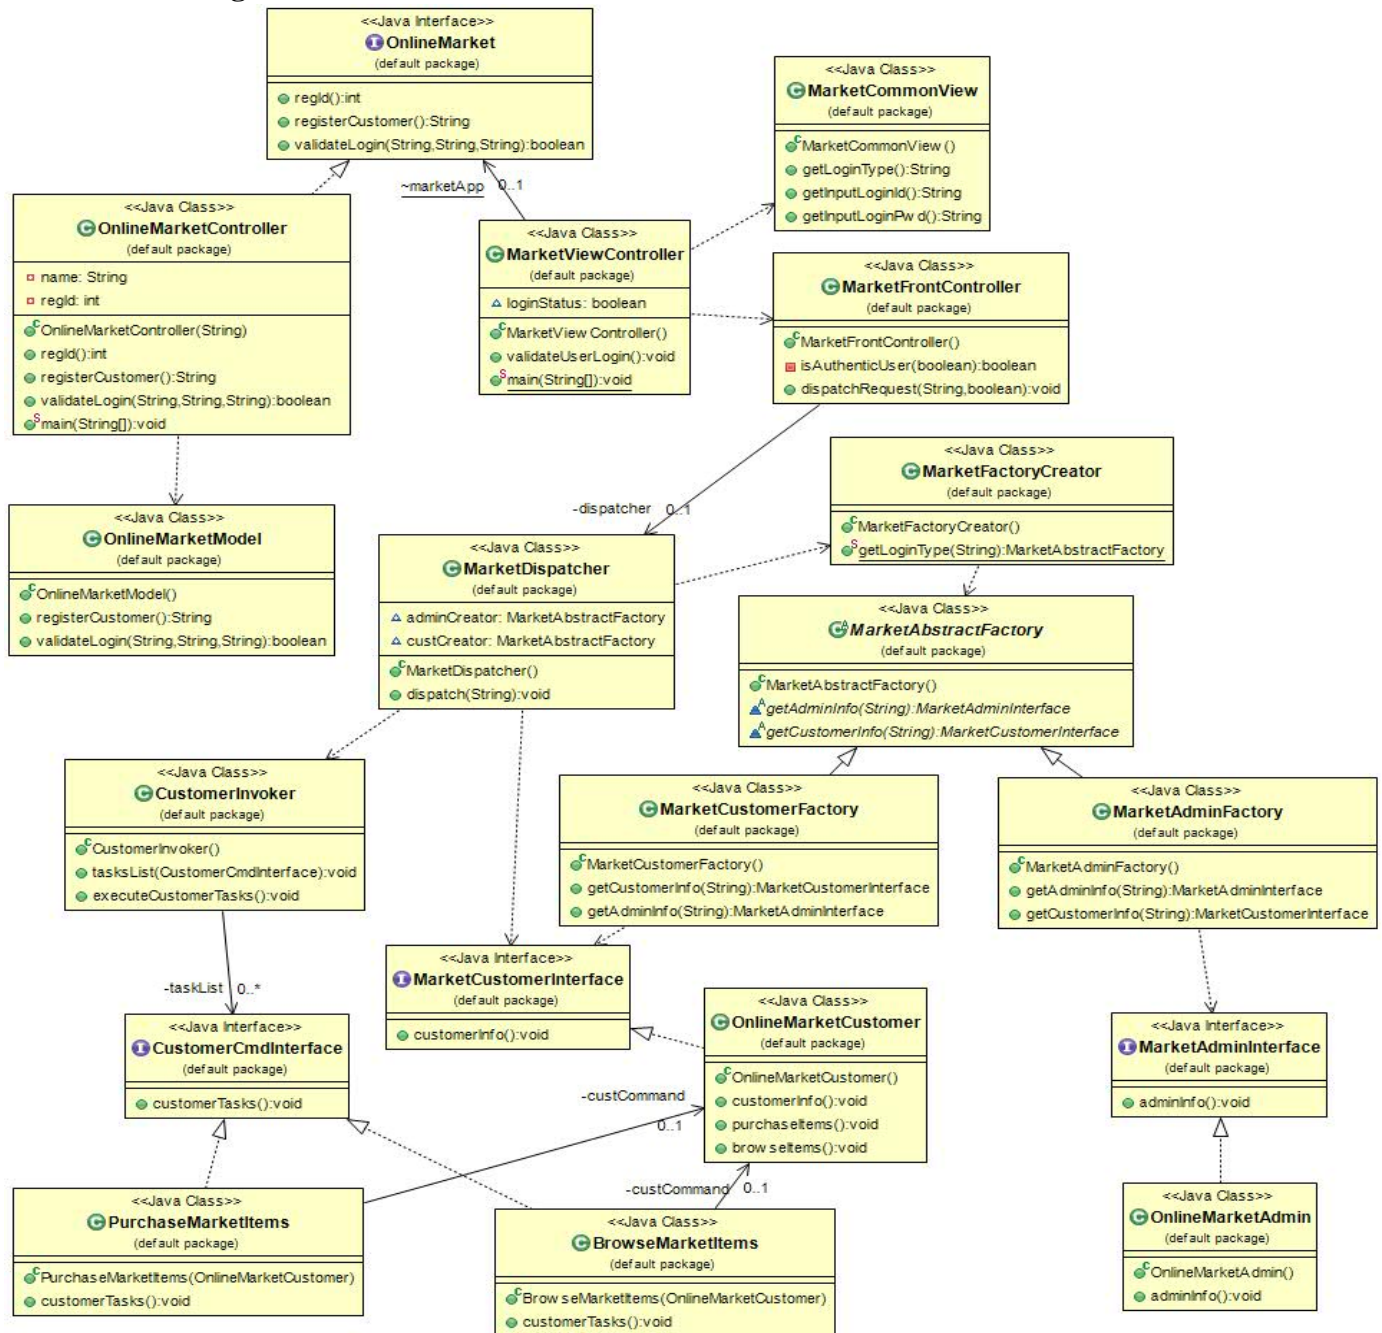 <<Java Interface>>
OnlineMarket
(default package)
regId():int
registerCustomer():String
validateLogin(String,String,String):boolean
<<Java Class>>
MarketCommonView
(default package)
MarketCommonView()
getLoginType():String
getInputLoginId():String
getInputLoginPwd():String
~marketApp 0..1
<<Java Class>>
OnlineMarketController
(default package)
name: String
regId: int
OnlineMarketController(String)
regId():int
registerCustomer():String
validateLogin(String,String,String):boolean
main(String[]):void
<<Java Class>>
MarketViewController
(default package)
loginStatus: boolean
MarketViewController()
validateUserLogin():void
main(String[]):void
<<Java Class>>
MarketFrontController
(default package)
MarketFrontController()
isAuthenticUser(boolean):boolean
dispatchRequest(String,boolean):void
<<Java Class>>
MarketFactoryCreator
(default package)
MarketFactoryCreator()
getLoginType(String):MarketAbstractFactory
-dispatcher 0..1
<<Java Class>>
OnlineMarketModel
(default package)
OnlineMarketModel()
registerCustomer():String
validateLogin(String,String,String):boolean
<<Java Class>>
MarketDispatcher
(default package)
adminCreator: MarketAbstractFactory
custCreator: MarketAbstractFactory
MarketDispatcher()
dispatch(String):void
<<Java Class>>
MarketAbstractFactory
(default package)
MarketAbstractFactory()
getAdminInfo(String):MarketAdminInterface
getCustomerInfo(String):MarketCustomerInterface
<<Java Class>>
CustomerInvoker
(default package)
CustomerInvoker()
tasksList(CustomerCmdInterface):void
executeCustomerTasks():void
<<Java Class>>
MarketCustomerFactory
(default package)
MarketCustomerFactory()
getCustomerInfo(String):MarketCustomerInterface
getAdminInfo(String):MarketAdminInterface
<<Java Class>>
MarketAdminFactory
(default package)
MarketAdminFactory()
getAdminInfo(String):MarketAdminInterface
getCustomerInfo(String):MarketCustomerInterface
-taskList 0..*
<<Java Interface>>
MarketCustomerInterface
(default package)
customerInfo():void
<<Java Class>>
OnlineMarketCustomer
(default package)
OnlineMarketCustomer()
customerInfo():void
purchaseItems():void
browseItems():void
<<Java Interface>>
CustomerCmdInterface
(default package)
customerTasks():void
<<Java Interface>>
MarketAdminInterface
(default package)
adminInfo():void
-custCommand
0..1
-custCommand 0..1
<<Java Class>>
PurchaseMarketItems
(default package)
PurchaseMarketItems(OnlineMarketCustomer)
customerTasks():void
<<Java Class>>
BrowseMarketItems
(default package)
BrowseMarketItems(OnlineMarketCustomer)
customerTasks():void
<<Java Class>>
OnlineMarketAdmin
(default package)
OnlineMarketAdmin()
adminInfo():void